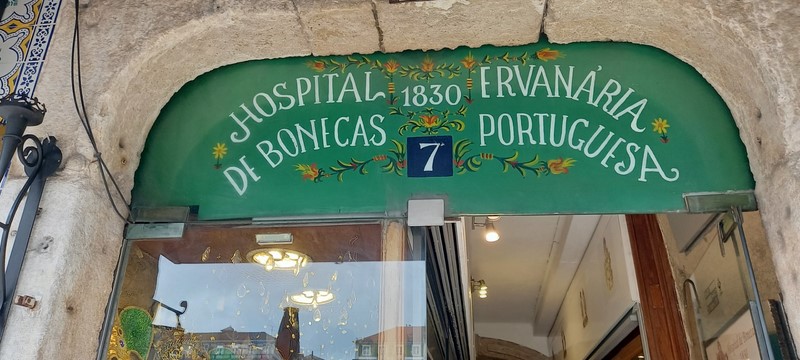 HOSPITAL
DE BONECAS
1830
7
ERVANÁRIA
PORTUGUESA